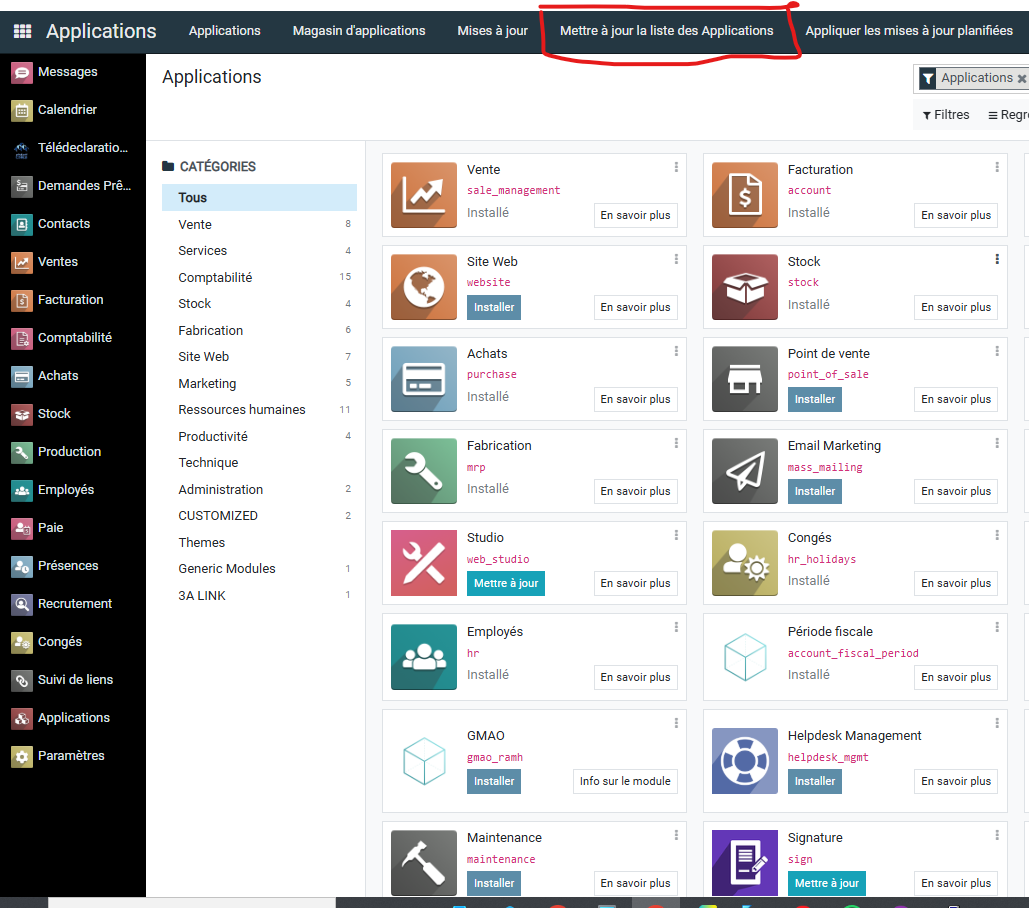 Applications
Applications
Magasin d'applications
Mises à jour
Mettre à jour la liste des Applications
Appliquer les mises à jour planifiées
Messages
Calendrier
Télédeclaratio...
Demandes Prê...
Contacts
Ventes
Facturation
Comptabilité
Achats
Stock
Production
Employés
Paie
Présences
Recrutement
Congés
Suivi de liens
Applications
Paramètres
Applications
Applications ×
Filtres
Regro
CATÉGORIES
Tous
Vente 8
Services 4
Comptabilité 15
Stock 4
Fabrication 6
Site Web 7
Marketing 5
Ressources humaines 11
Productivité 4
Technique
Administration 2
CUSTOMIZED 2
Themes
Generic Modules 1
3A LINK 1
Vente
sale_management
Installé
En savoir plus
Facturation
account
Installé
En savoir plus
Site Web
website
Installer
En savoir plus
Stock
stock
Installé
En savoir plus
Achats
purchase
Installé
En savoir plus
Point de vente
point_of_sale
Installer
En savoir plus
Fabrication
mrp
Installé
En savoir plus
Email Marketing
mass_mailing
Installer
En savoir plus
Studio
web_studio
Mettre à jour
En savoir plus
Congés
hr_holidays
Installé
En savoir plus
Employés
hr
Installé
En savoir plus
Période fiscale
account_fiscal_period
Installé
En savoir plus
GMAO
gmao_ramh
Installer
Info sur le module
Helpdesk Management
helpdesk_mgmt
Installer
En savoir plus
Maintenance
maintenance
Installer
En savoir plus
Signature
sign
Mettre à jour
En savoir plus